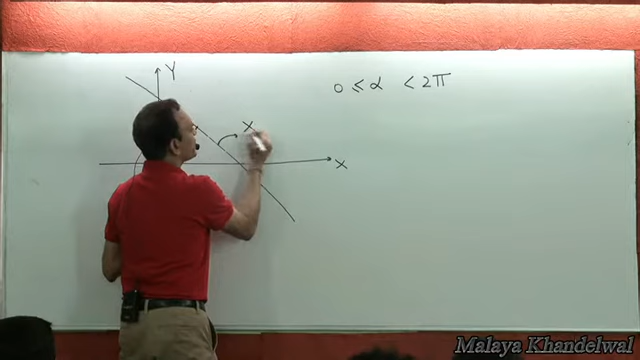 Y
0 ≤ α < 2π
X
X
Malaya Khandelwal